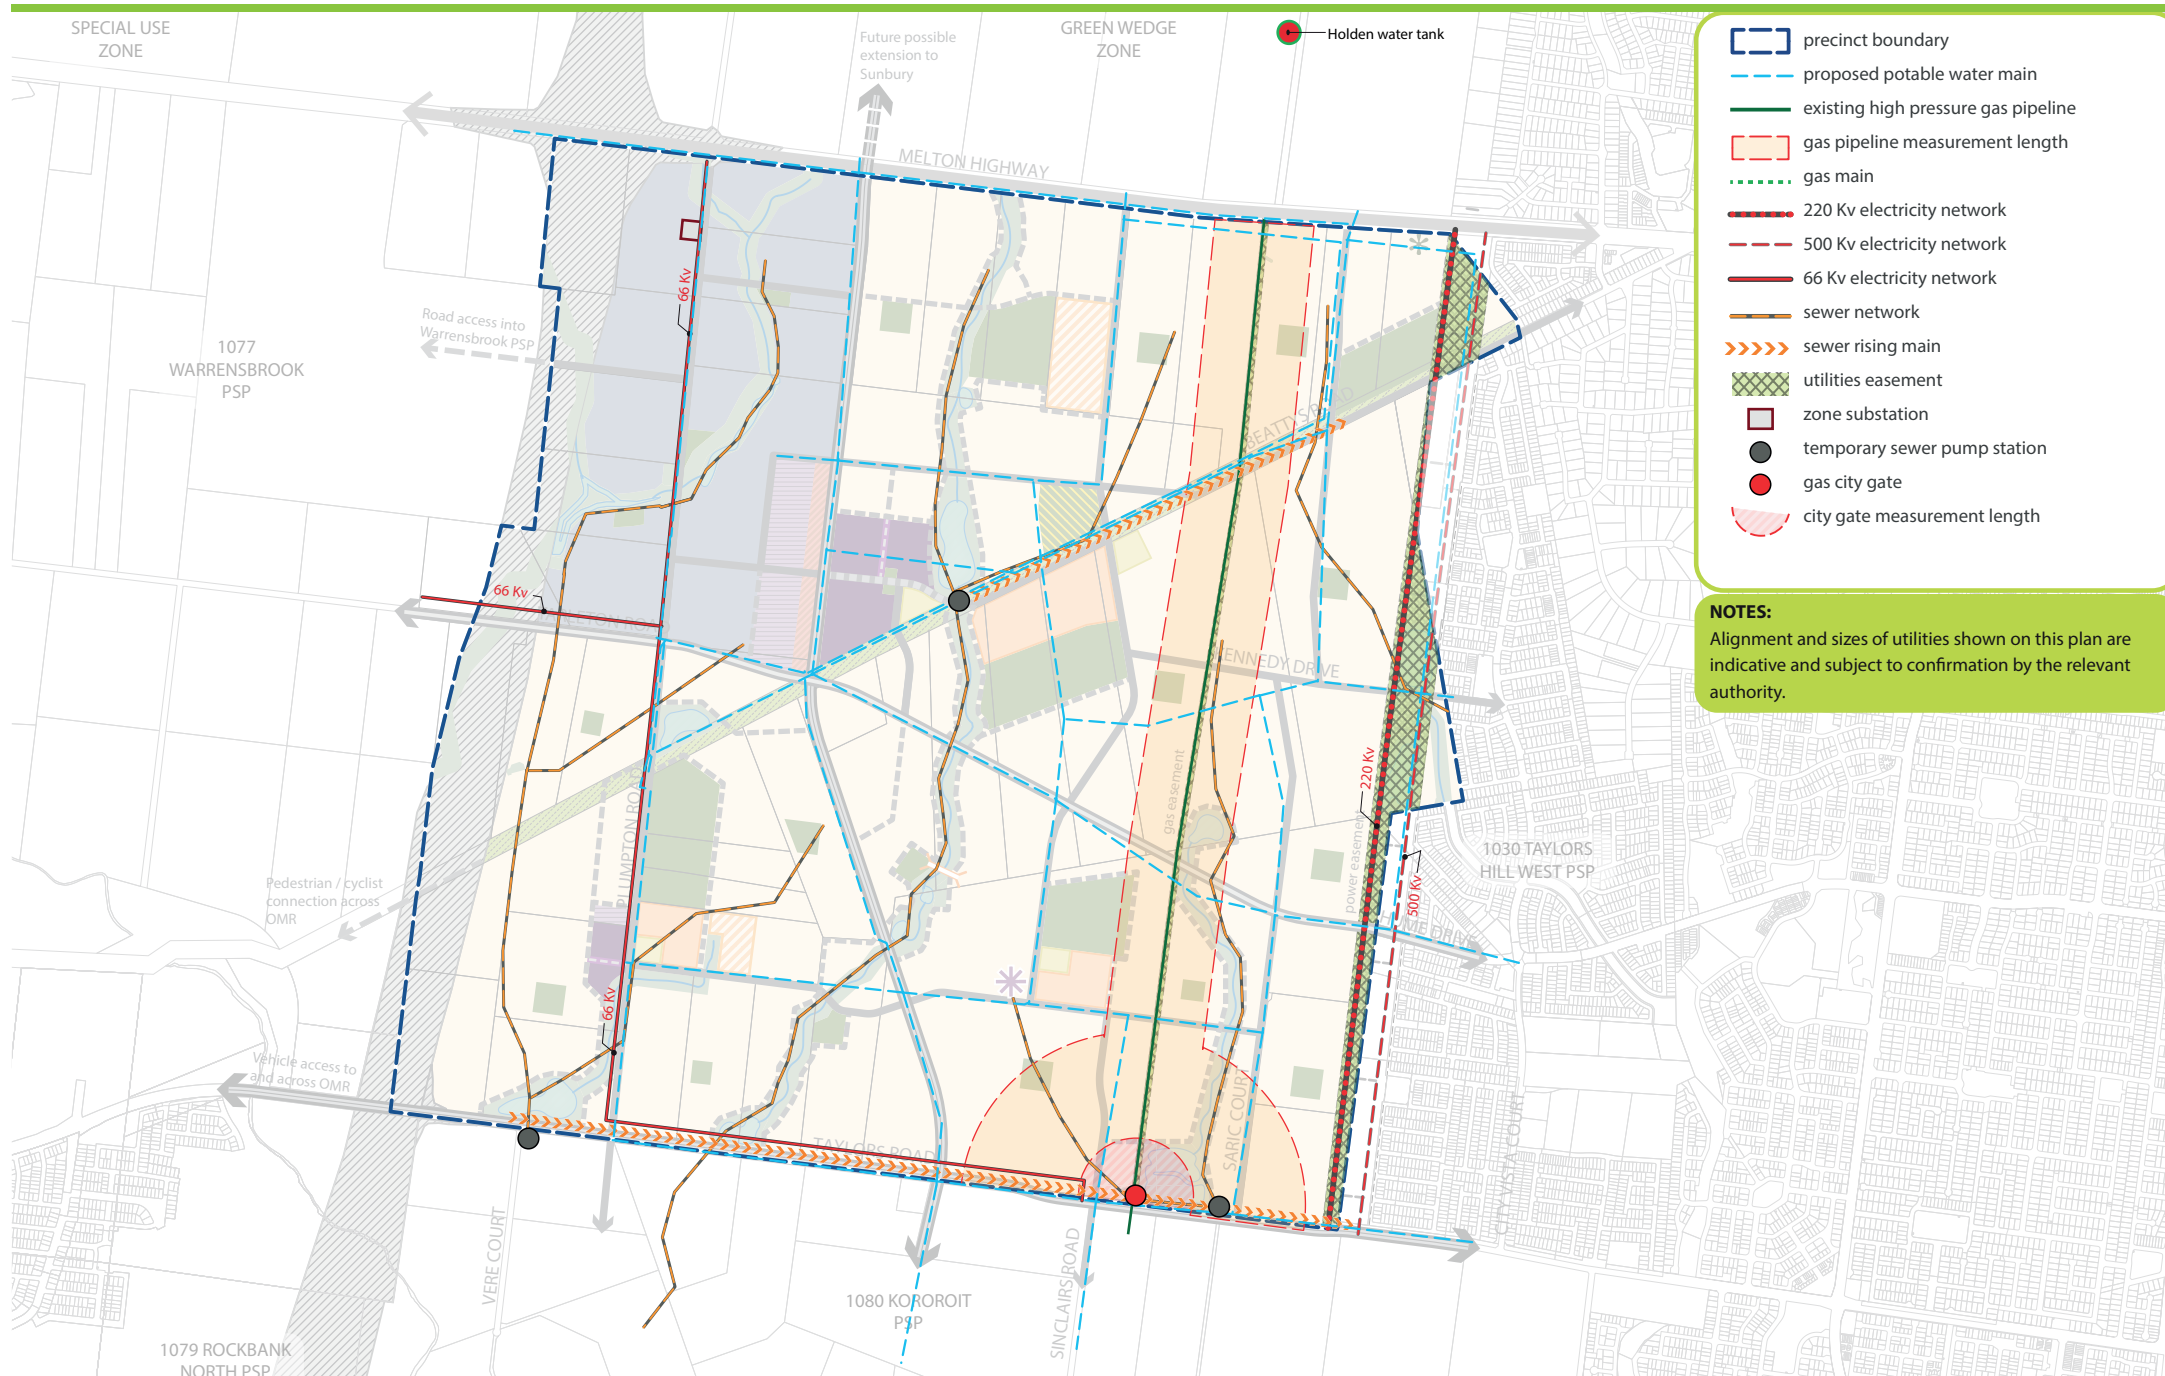 SPECIAL USE
ZONE
Future possible
extension to
Sunbury
GREEN WEDGE
ZONE
Holden water tank
MELTON HIGHWAY
66 Kv
Road access into
Warrensbrook PSP
1077
WARRENSBROOK
PSP
BEATTYS ROAD
66 Kv
PLUMPTON ROAD
gas easement
220 Kv
power easement
500 Kv
1030 TAYLORS
HILL WEST PSP
Pedestrian / cyclist
connection across
OMR
66 Kv
Vehicle access to
and across OMR
TAYLORS ROAD
SARIC COURT
CITY VISTA COURT
VERE COURT
SINCLAIRS ROAD
1080 KOROROIT
PSP
1079 ROCKBANK
NORTH PSP
precinct boundary
proposed potable water main
existing high pressure gas pipeline
gas pipeline measurement length
gas main
220 Kv electricity network
500 Kv electricity network
66 Kv electricity network
sewer network
sewer rising main
utilities easement
zone substation
temporary sewer pump station
gas city gate
city gate measurement length
NOTES:
Alignment and sizes of utilities shown on this plan are
indicative and subject to confirmation by the relevant
authority.